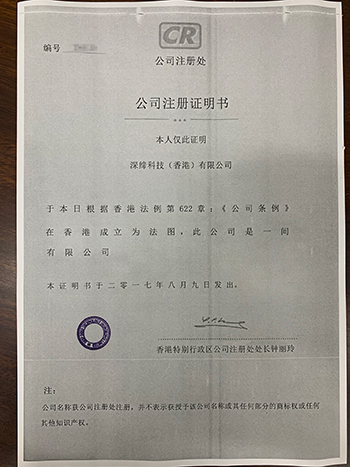 CR
编号
公司注册处
公司注册证明书
本人仅此证明
深缔科技（香港）有限公司
于本日根据香港法例第622章：《公司条例》
在香港成立为法图，此公司是一间
有限公司
本证明书于二零一七年八月九日发出。
香港特别行政区公司注册处处长钟丽玲
注：
公司名称获公司注册处注册，并不表示获授予该公司名称或其任何部分的商标权或任何
其他知识产权。